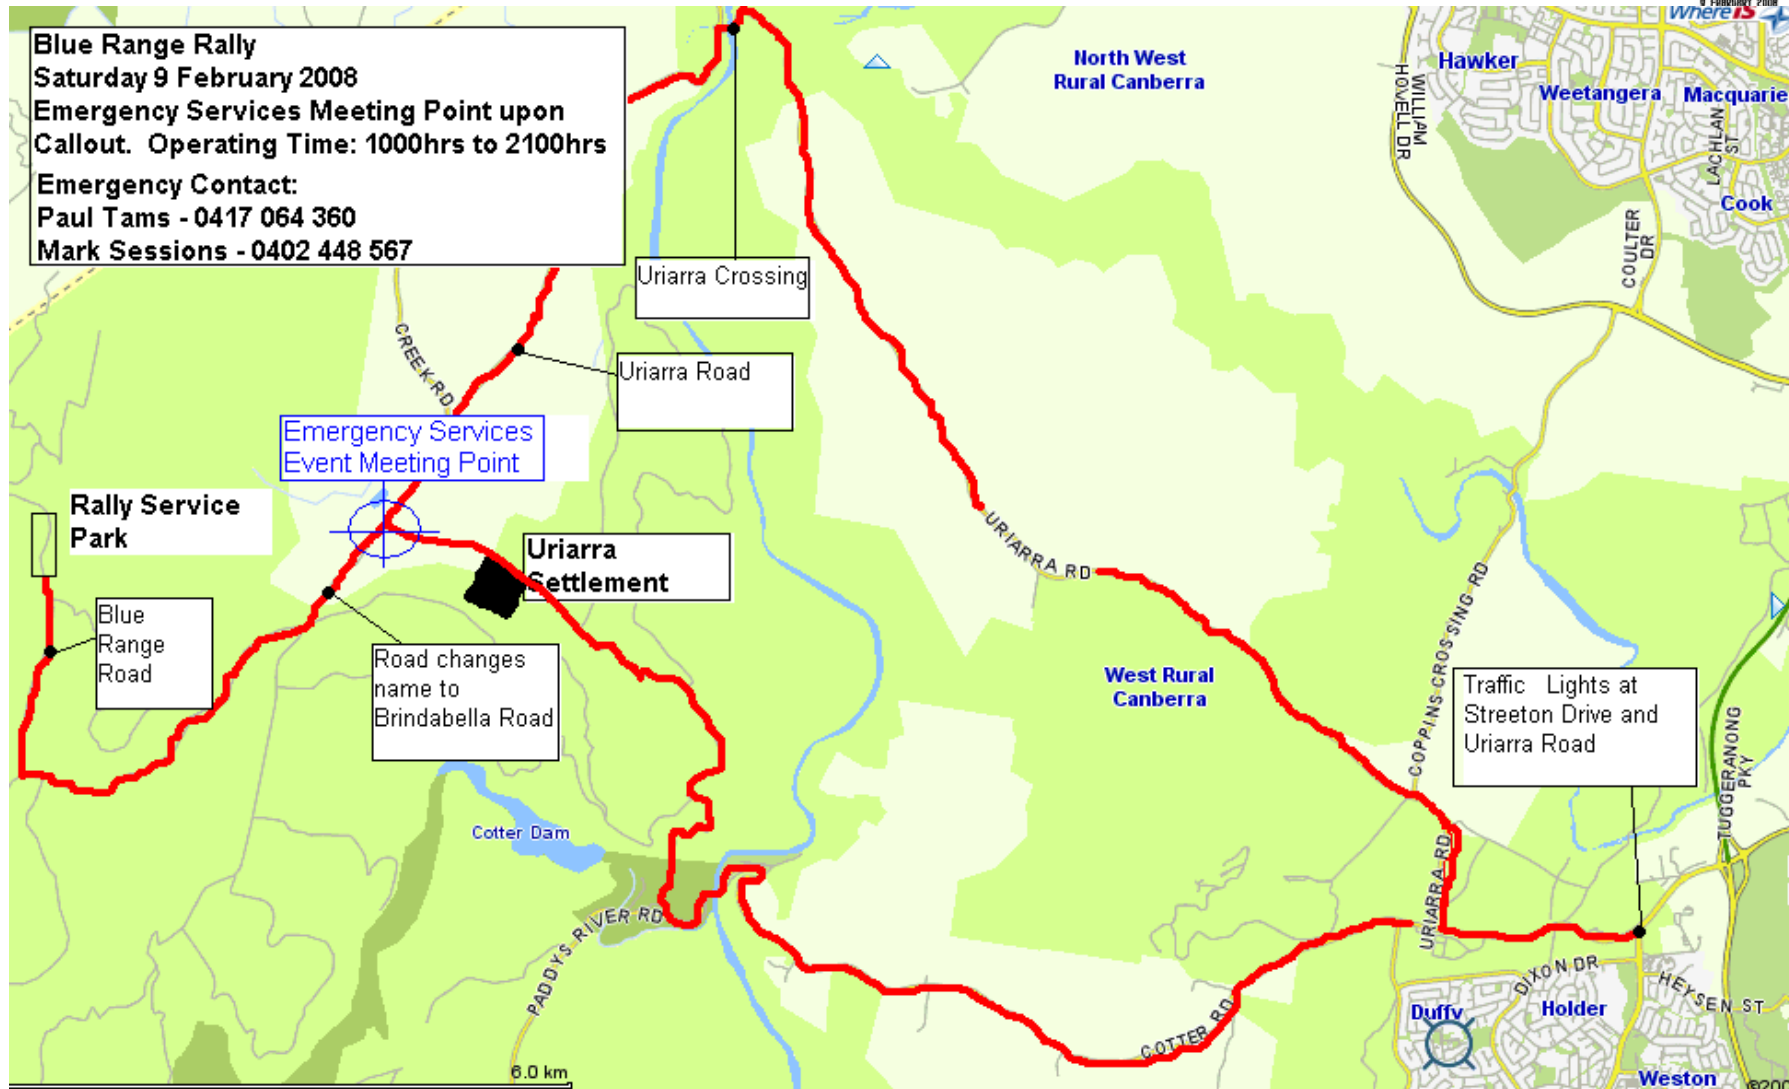 Blue Range Rally
Saturday 9 February 2008
Emergency Services Meeting Point upon
Callout. Operating Time: 1000hrs to 2100hrs
Emergency Contact:
Paul Tams - 0417 064 360
Mark Sessions - 0402 448 567
North West
Rural Canberra
Where iS
Hawker
Weetangera
Macquarie
WILLIAM
HOVELL DR
LACHLAN
ST
Cook
COULTER
DR
Uriarra Crossing
Uriarra Road
CREEK RD
Emergency Services
Event Meeting Point
Rally Service
Park
Uriarra
Settlement
URIARRA RD
Blue
Range
Road
Road changes
name to
Brindabella Road
West Rural
Canberra
COPPINS CROSSING RD
Traffic Lights at
Streeton Drive and
Uriarra Road
TUGGERANONG
PKY
Cotter Dam
URIARRA RD
PADDYS RIVER RD
DIXON DR
HEYSEN ST
Duffy
Holder
COTTER RD
6.0 km
Weston